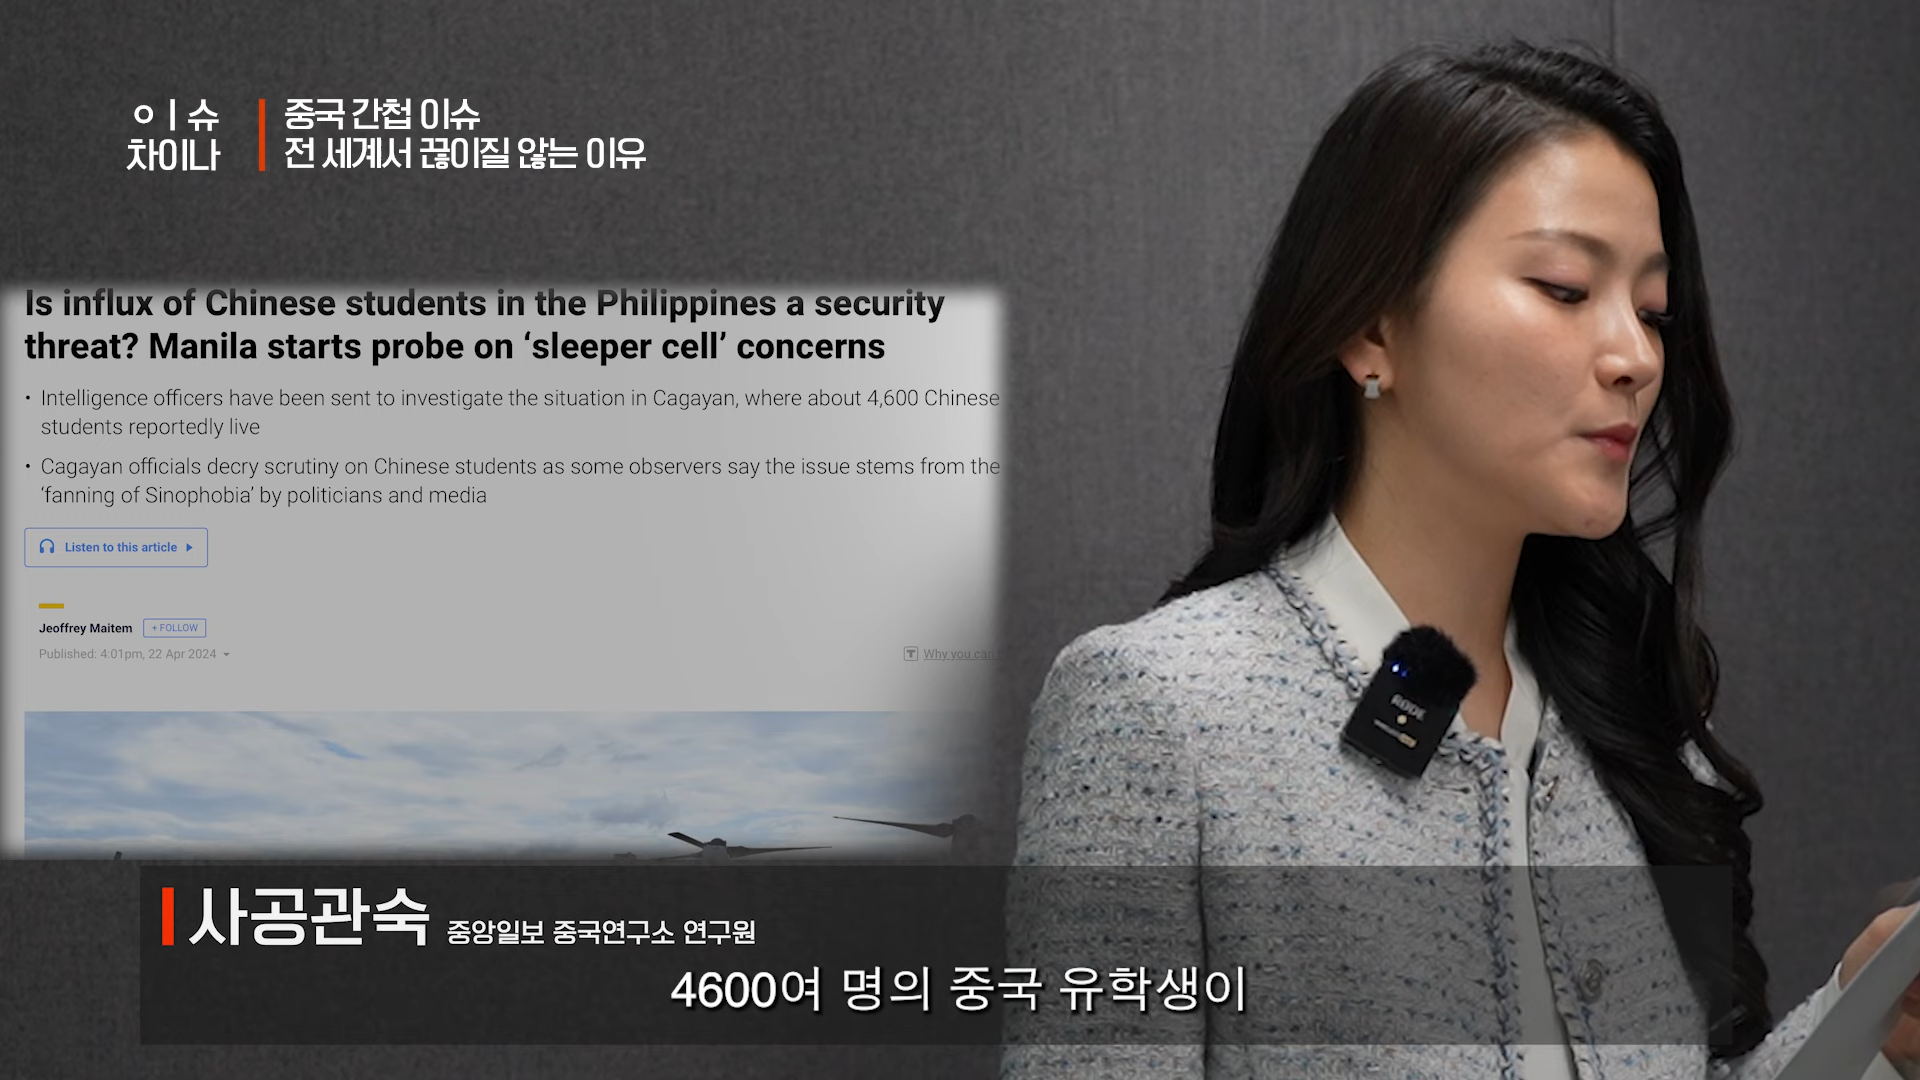 이슈
차이나
중국 간첩 이슈
전 세계서 끊이질 않는 이유
Is influx of Chinese students in the Philippines a security
threat? Manila starts probe on ‘sleeper cell’ concerns
• Intelligence officers have been sent to investigate the situation in Cagayan, where about 4,600 Chinese
students reportedly live
• Cagayan officials decry scrutiny on Chinese students as some observers say the issue stems from the
‘fanning of Sinophobia’ by politicians and media
Listen to this article
Jeoffrey Maitem + FOLLOW
Published: 4:01pm, 22 Apr 2024
Why you can
RØDE
사공관숙 중앙일보 중국연구소 연구원
4600여 명의 중국 유학생이